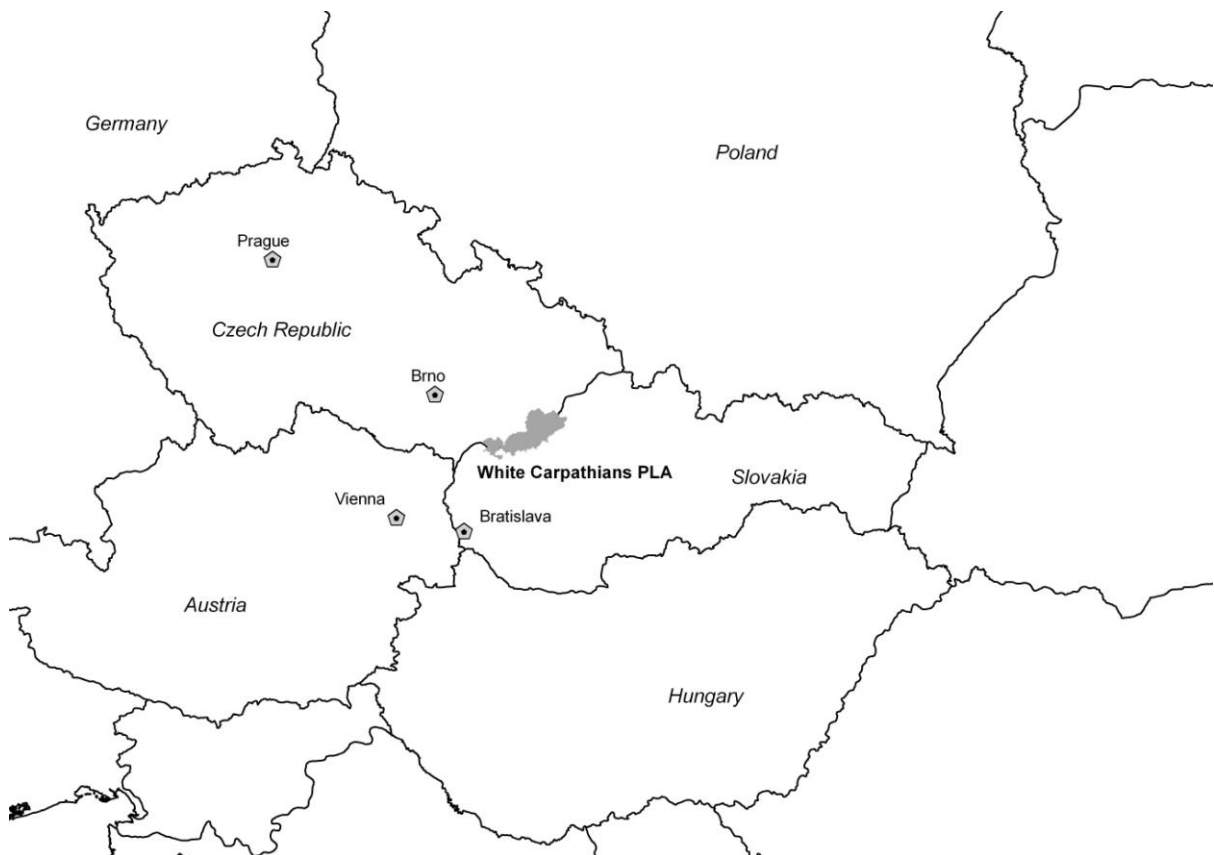 Germany
Poland
Prague
Czech Republic
Brno
White Carpathians PLA
Slovakia
Vienna
Bratislava
Austria
Hungary